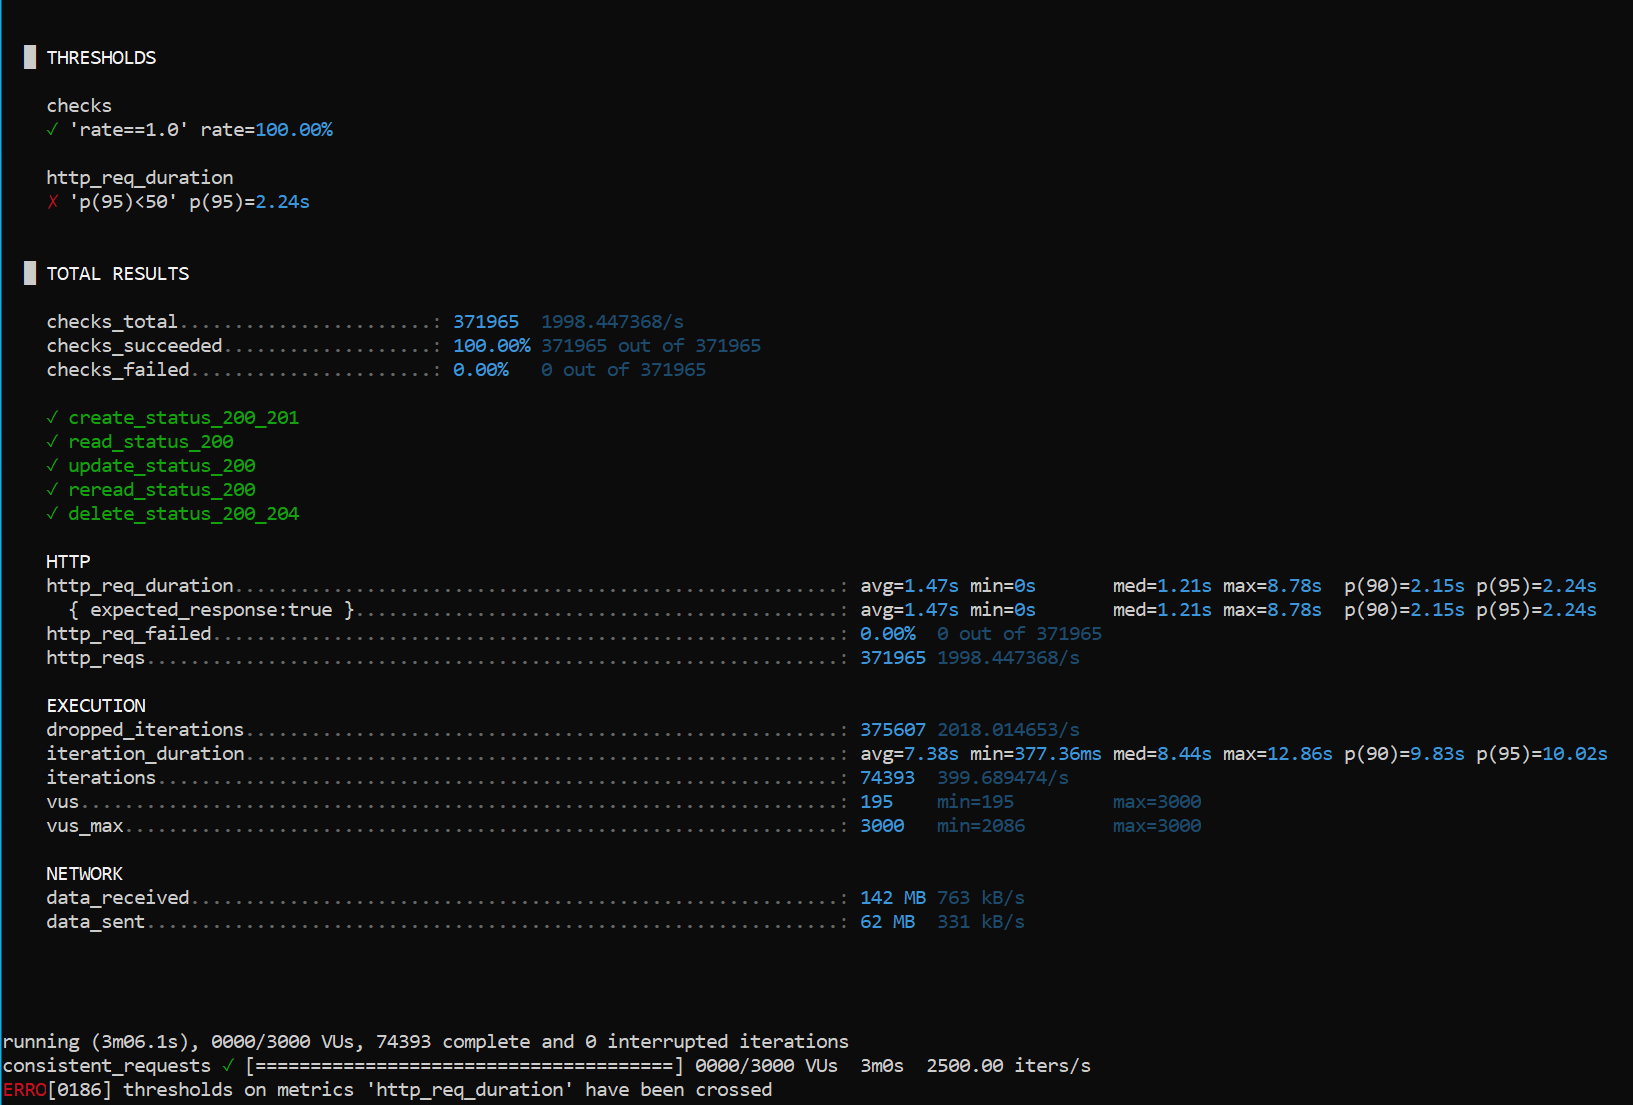 █ THRESHOLDS
checks
✓ 'rate==1.0' rate=100.00%
http_req_duration
✗ 'p(95)<50' p(95)=2.24s
█ TOTAL RESULTS
checks_total.......................: 371965 1998.447368/s
checks_succeeded...................: 100.00% 371965 out of 371965
checks_failed......................: 0.00% 0 out of 371965
✓ create_status_200_201
✓ read_status_200
✓ update_status_200
✓ reread_status_200
✓ delete_status_200_204
HTTP
http_req_duration.......................................................: avg=1.47s min=0s med=1.21s max=8.78s p(90)=2.15s p(95)=2.24s
{ expected_response:true }............................................: avg=1.47s min=0s med=1.21s max=8.78s p(90)=2.15s p(95)=2.24s
http_req_failed.........................................................: 0.00% 0 out of 371965
http_reqs...............................................................: 371965 1998.447368/s
EXECUTION
dropped_iterations......................................................: 375607 2018.014653/s
iteration_duration......................................................: avg=7.38s min=377.36ms med=8.44s max=12.86s p(90)=9.83s p(95)=10.02s
iterations..............................................................: 74393 399.689474/s
vus.....................................................................: 195 min=195 max=3000
vus_max.................................................................: 3000 min=2086 max=3000
NETWORK
data_received...........................................................: 142 MB 763 kB/s
data_sent...............................................................: 62 MB 331 kB/s
running (3m06.1s), 0000/3000 VUs, 74393 complete and 0 interrupted iterations
consistent_requests ✓ [======================================] 0000/3000 VUs 3m0s 2500.00 iters/s
ERRO[0186] thresholds on metrics 'http_req_duration' have been crossed